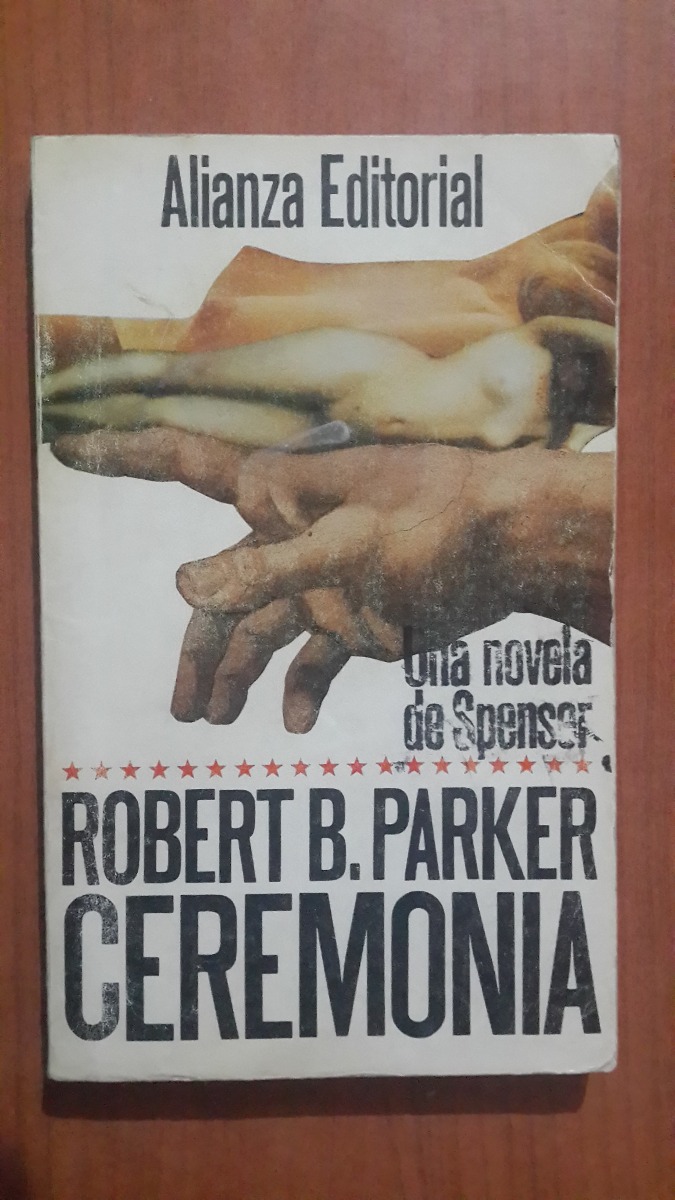 Alianza Editorial
Una novela
de Spenser
ROBERT B. PARKER
CEREMONIA